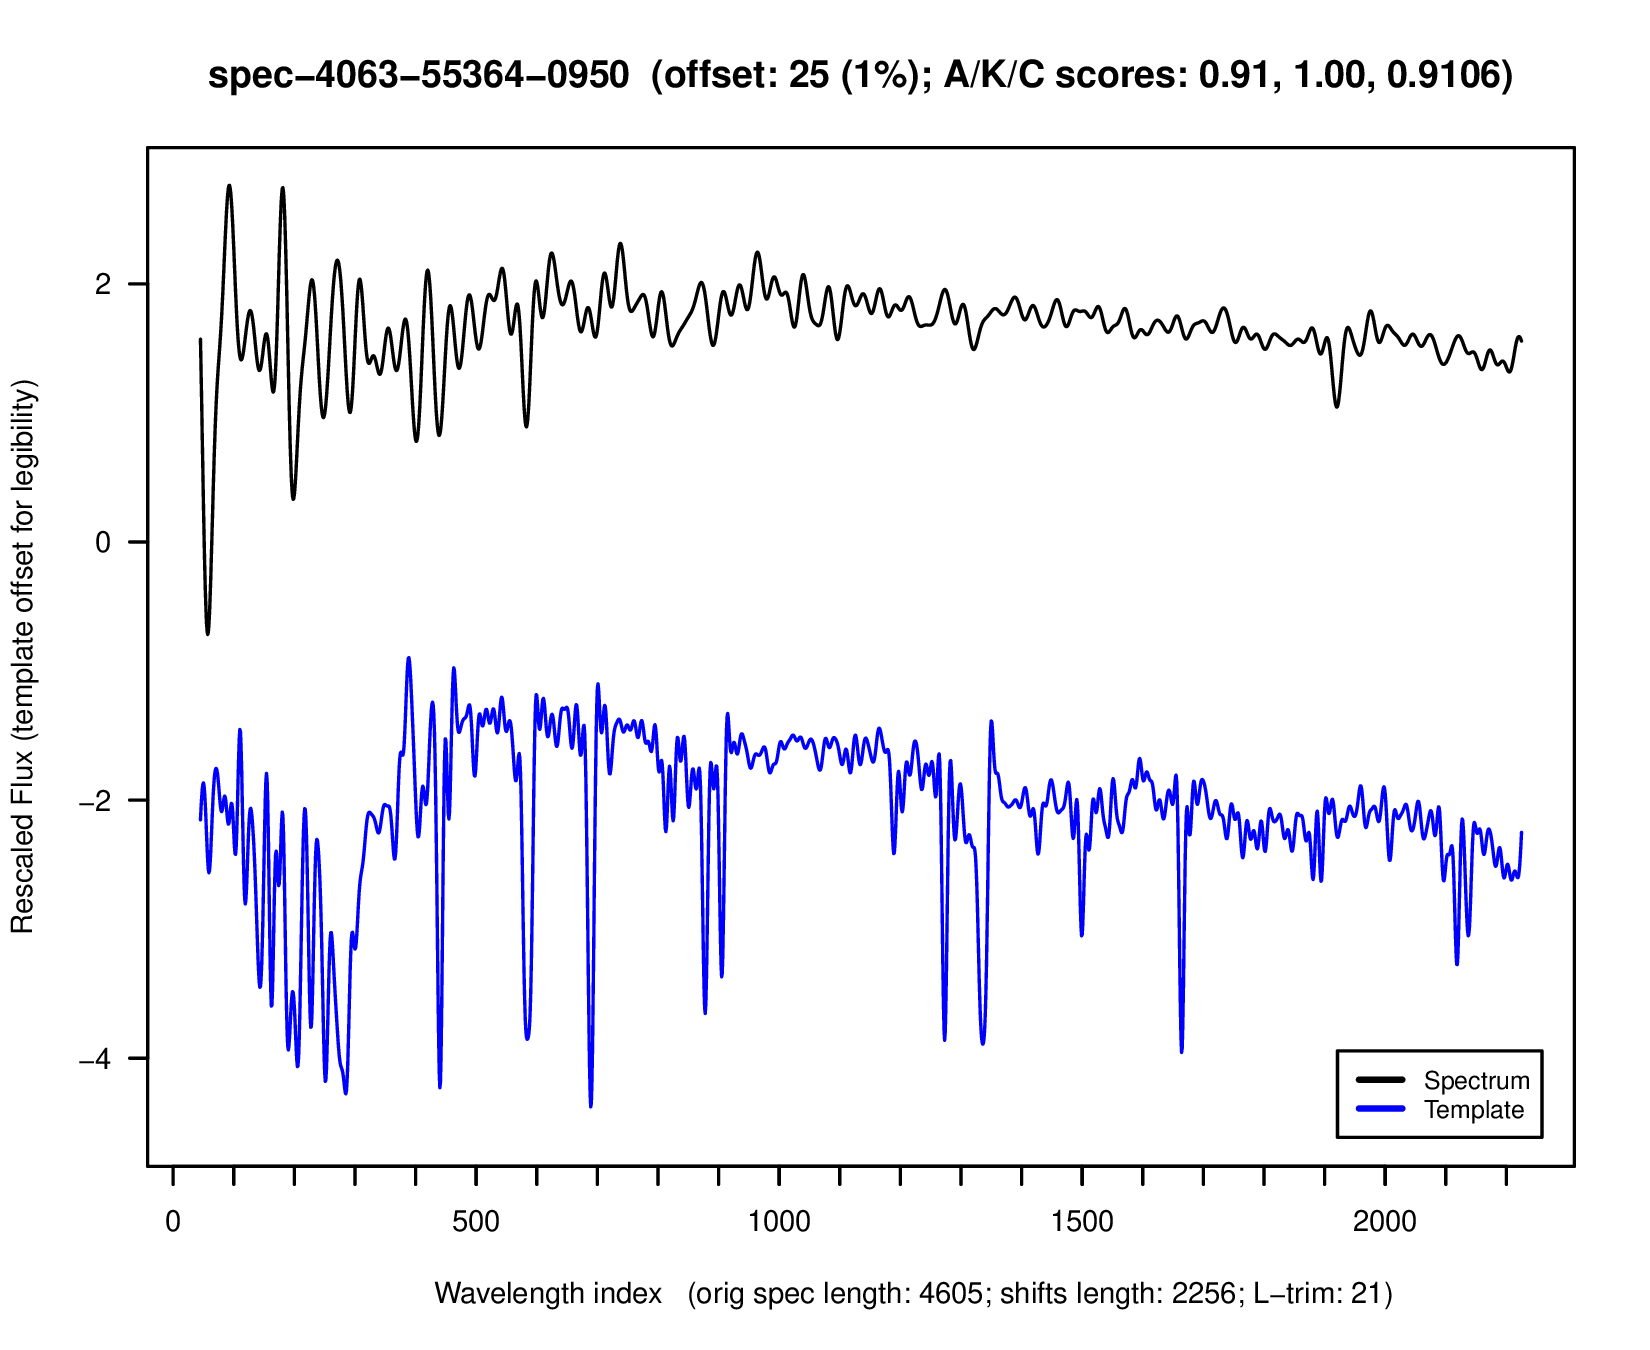 spec−4063−55364−0950 (offset: 25 (1%); A/K/C scores: 0.91, 1.00, 0.9106)
Rescaled Flux (template offset for legibility)
2
0
−2
−4
Spectrum
Template
0 500 1000 1500 2000
Wavelength index (orig spec length: 4605; shifts length: 2256; L−trim: 21)